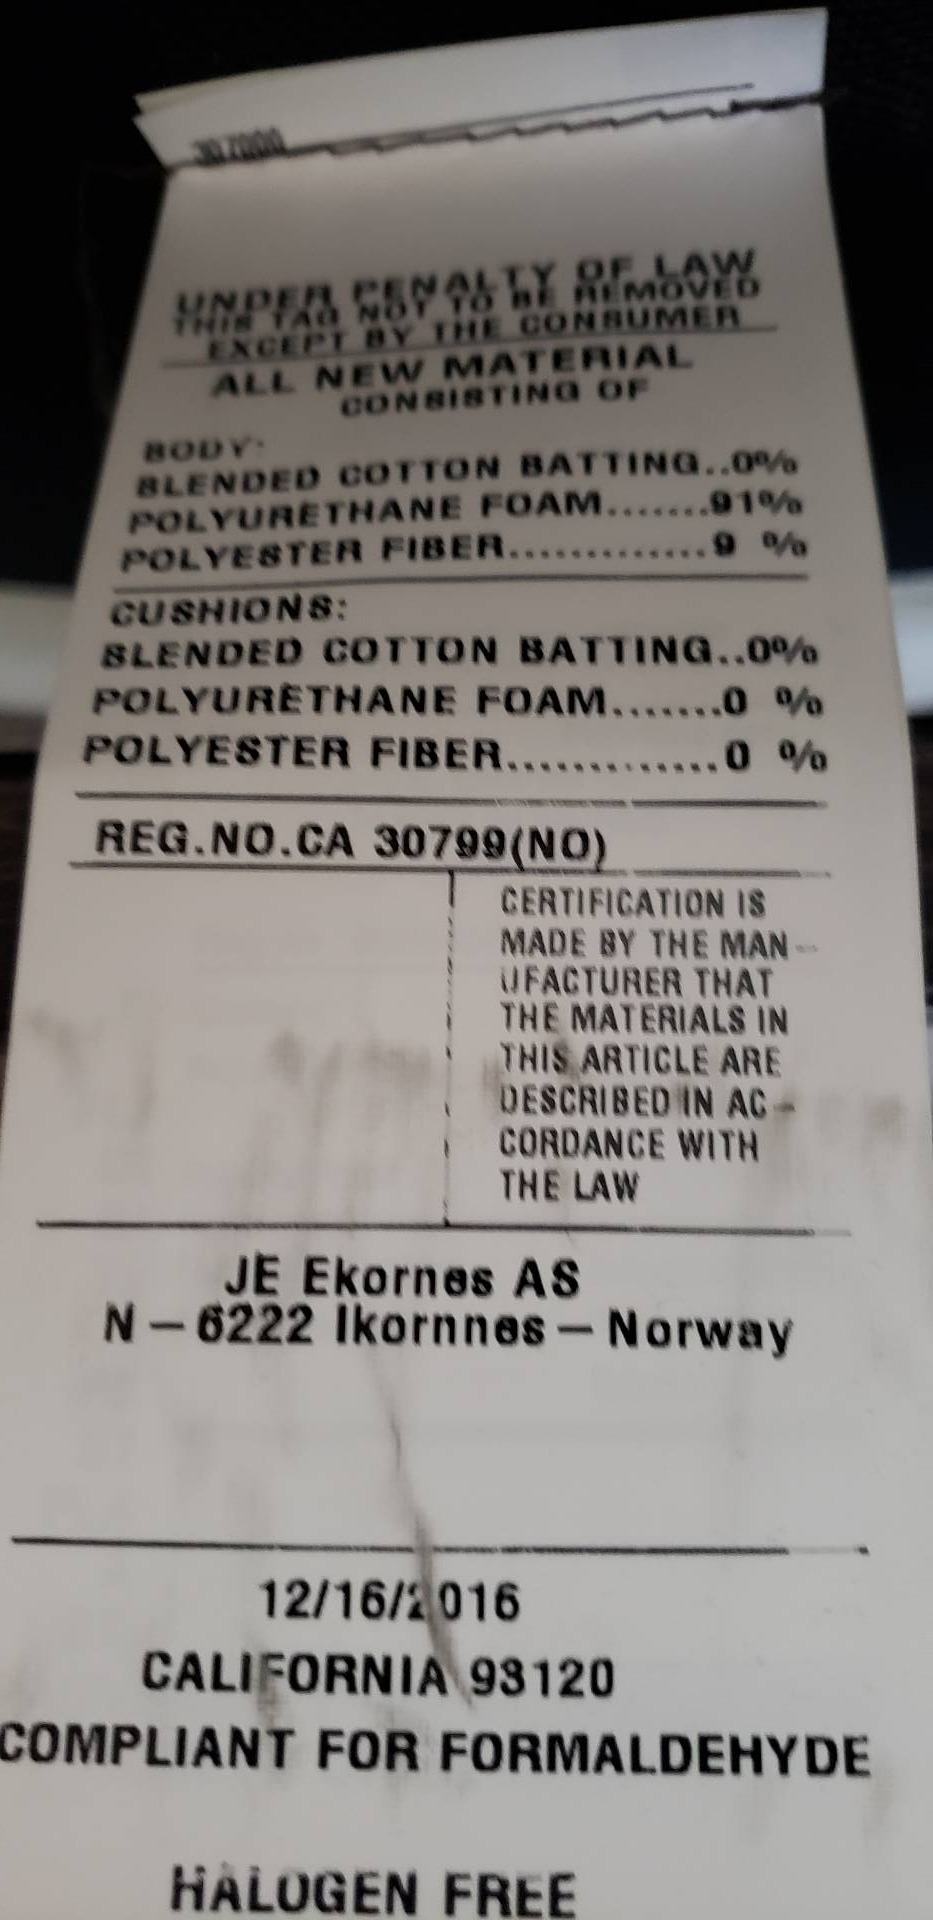 UNDER PENALTY OF LAW
THIS TAG NOT TO BE REMOVED
EXCEPT BY THE CONSUMER
ALL NEW MATERIAL
CONSISTING OF
BODY:
BLENDED COTTON BATTING..0%
POLYURETHANE FOAM.......91%
POLYESTER FIBER.............9 %
CUSHIONS:
BLENDED COTTON BATTING..0%
POLYURETHANE FOAM.......0 %
POLYESTER FIBER.............0 %
REG.NO.CA 30799(NO)
CERTIFICATION IS
MADE BY THE MAN-
UFACTURER THAT
THE MATERIALS IN
THIS ARTICLE ARE
DESCRIBED IN AC-
CORDANCE WITH
THE LAW
JE Ekornes AS
N-6222 Ikornnes-Norway
12/16/2016
CALIFORNIA 93120
COMPLIANT FOR FORMALDEHYDE
HALOGEN FREE